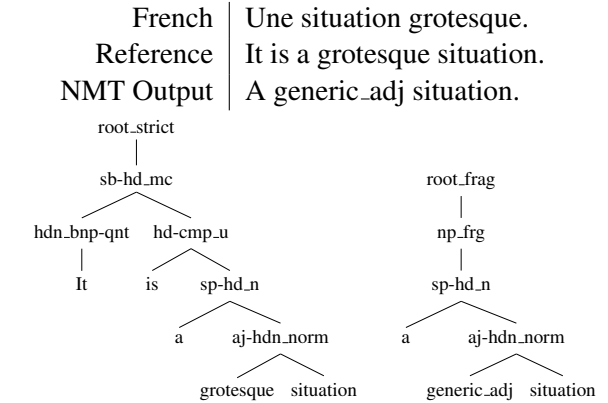 French Une situation grotesque.
Reference It is a grotesque situation.
NMT Output A generic_adj situation.
root_strict
sb-hd_mc root_frag
hdn_bnp-qnt hd-cmp_u np_frg
It is sp-hd_n sp-hd_n
a aj-hdn_norm a aj-hdn_norm
grotesque situation generic_adj situation